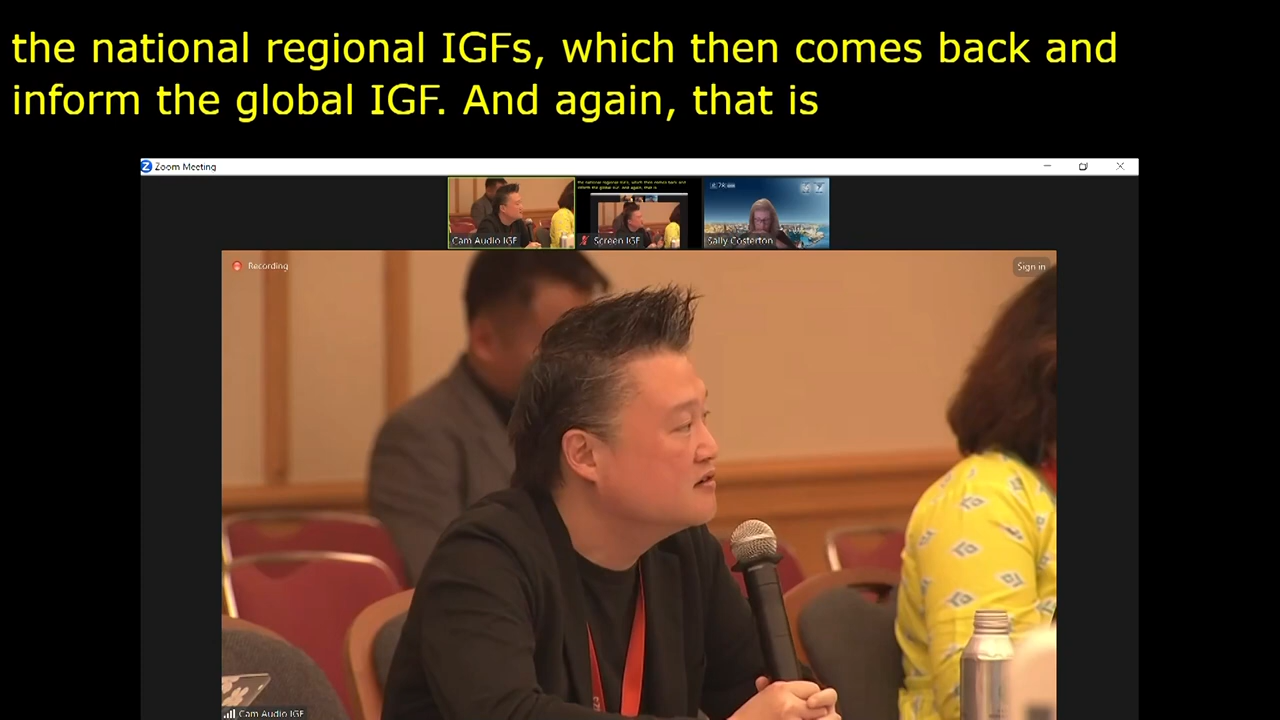 the national regional IGFs, which then comes back and
inform the global IGF. And again, that is
Zoom Meeting
Cam Audio IGF
Screen IGF
Sally Costerton
Recording
Sign in
Cam Audio IGF